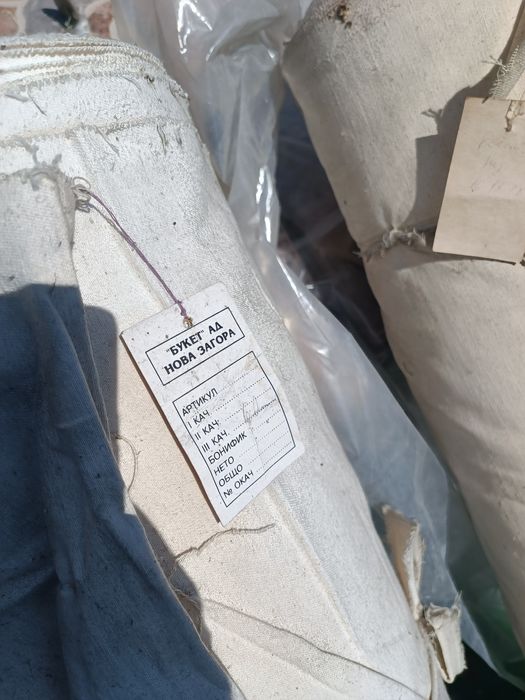 "БУКЕТ" АД
НОВА ЗАГОРА
АРТИКУЛ
I КАЧ
II КАЧ
III КАЧ
БОНИФИК
НЕТО
ОБЩО
№ ОКАЧ